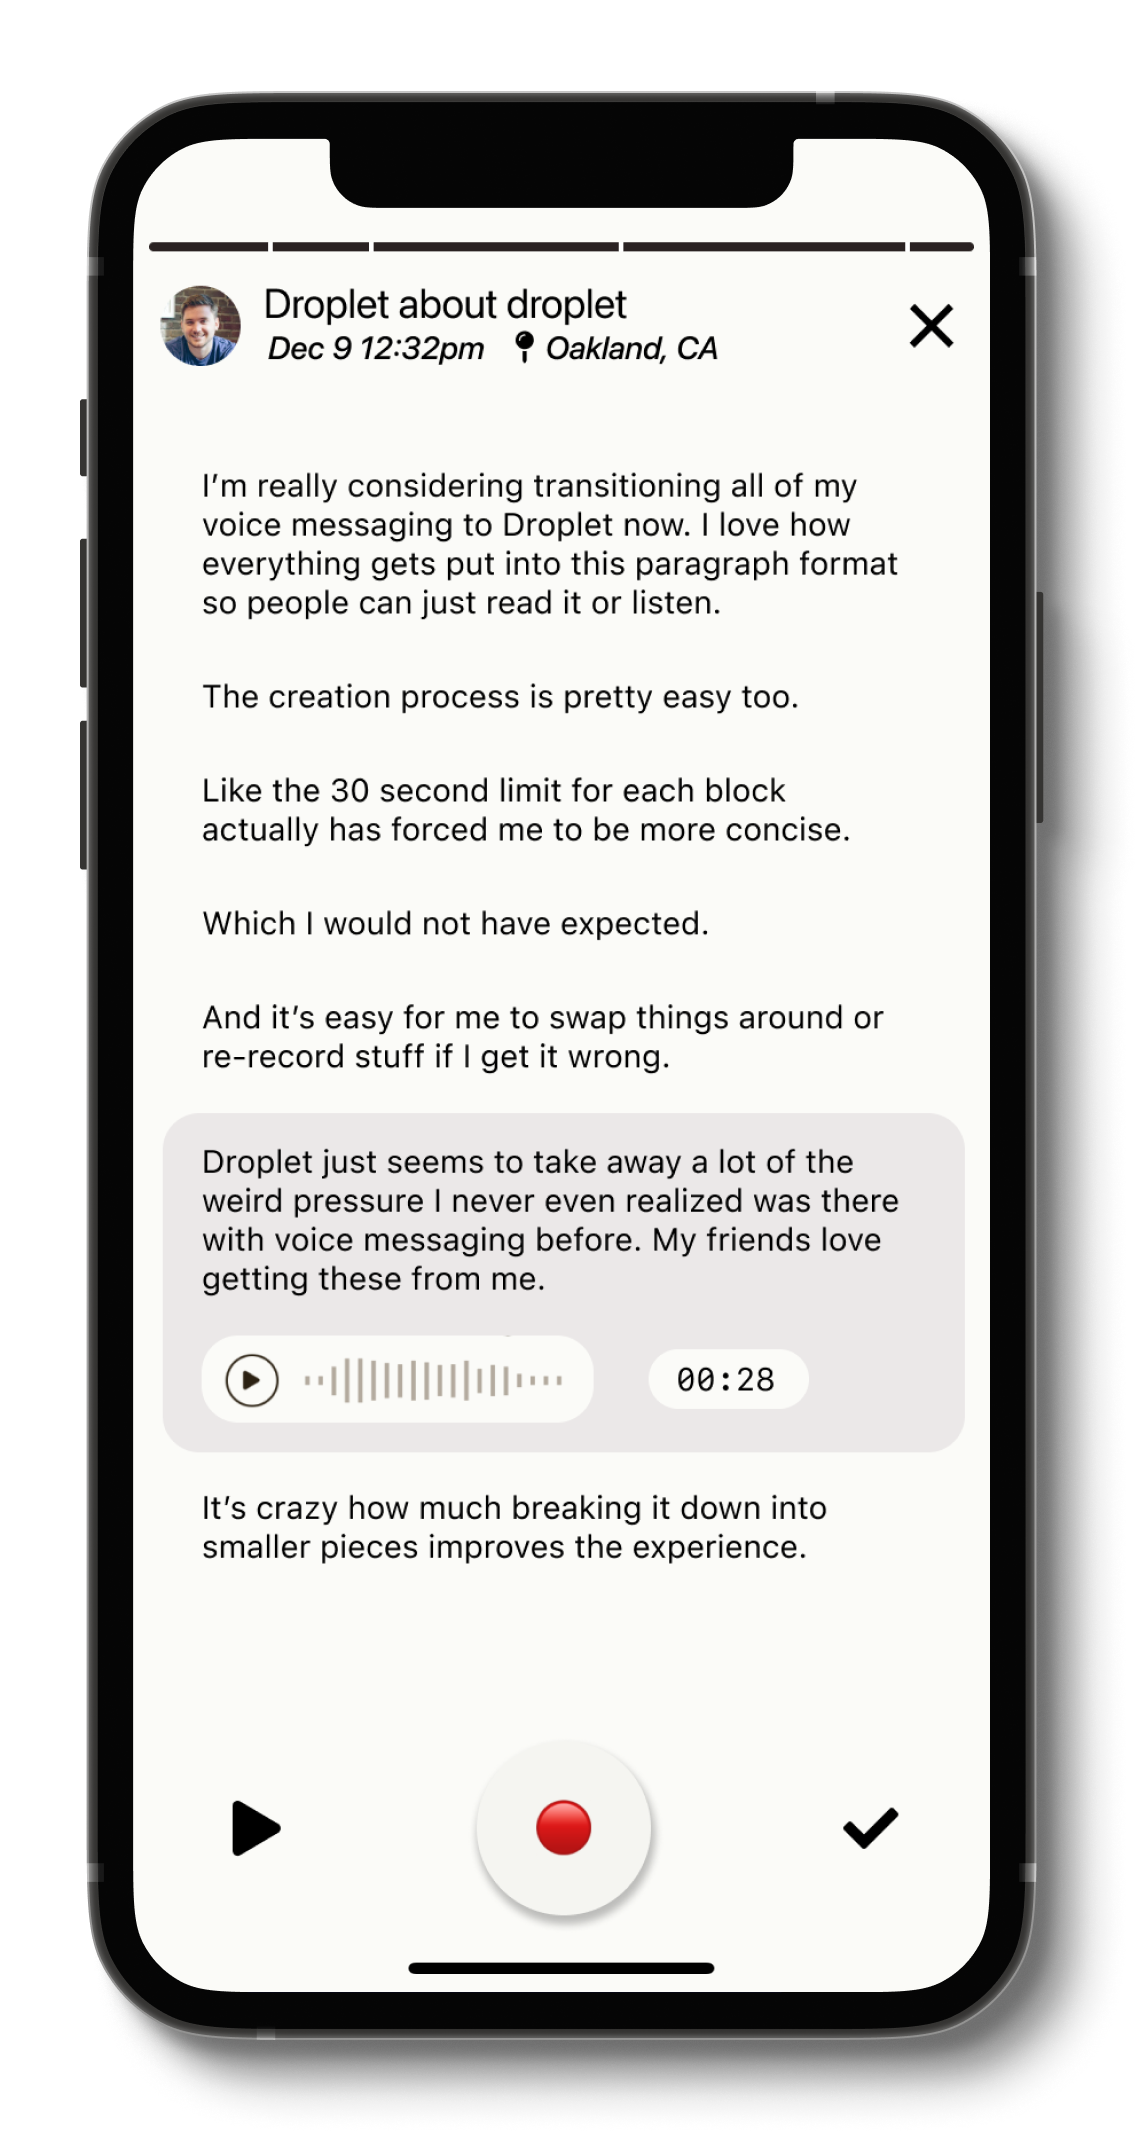 Droplet about droplet
Dec 9 12:32pm Oakland, CA
I’m really considering transitioning all of my
voice messaging to Droplet now. I love how
everything gets put into this paragraph format
so people can just read it or listen.
The creation process is pretty easy too.
Like the 30 second limit for each block
actually has forced me to be more concise.
Which I would not have expected.
And it’s easy for me to swap things around or
re-record stuff if I get it wrong.
Droplet just seems to take away a lot of the
weird pressure I never even realized was there
with voice messaging before. My friends love
getting these from me.
00:28
It’s crazy how much breaking it down into
smaller pieces improves the experience.